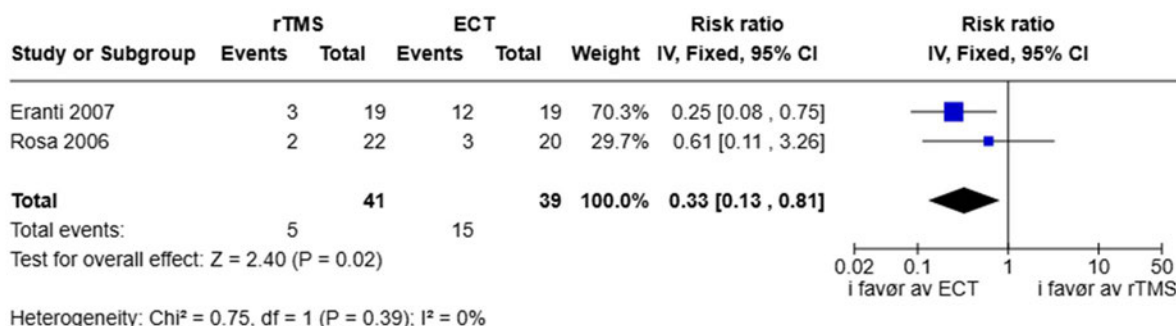 rTMS ECT Risk ratio Risk ratio
Study or Subgroup Events Total Events Total Weight IV, Fixed, 95% CI IV, Fixed, 95% CI
Eranti 2007 3 19 12 19 70.3% 0.25 [0.08 , 0.75]
Rosa 2006 2 22 3 20 29.7% 0.61 [0.11 , 3.26]
Total 41 39 100.0% 0.33 [0.13 , 0.81]
Total events: 5 15
Test for overall effect: Z = 2.40 (P = 0.02)
0.02 0.1 1 10 50
i favør av ECT i favør av rTMS
Heterogeneity: Chi² = 0.75, df = 1 (P = 0.39); I² = 0%